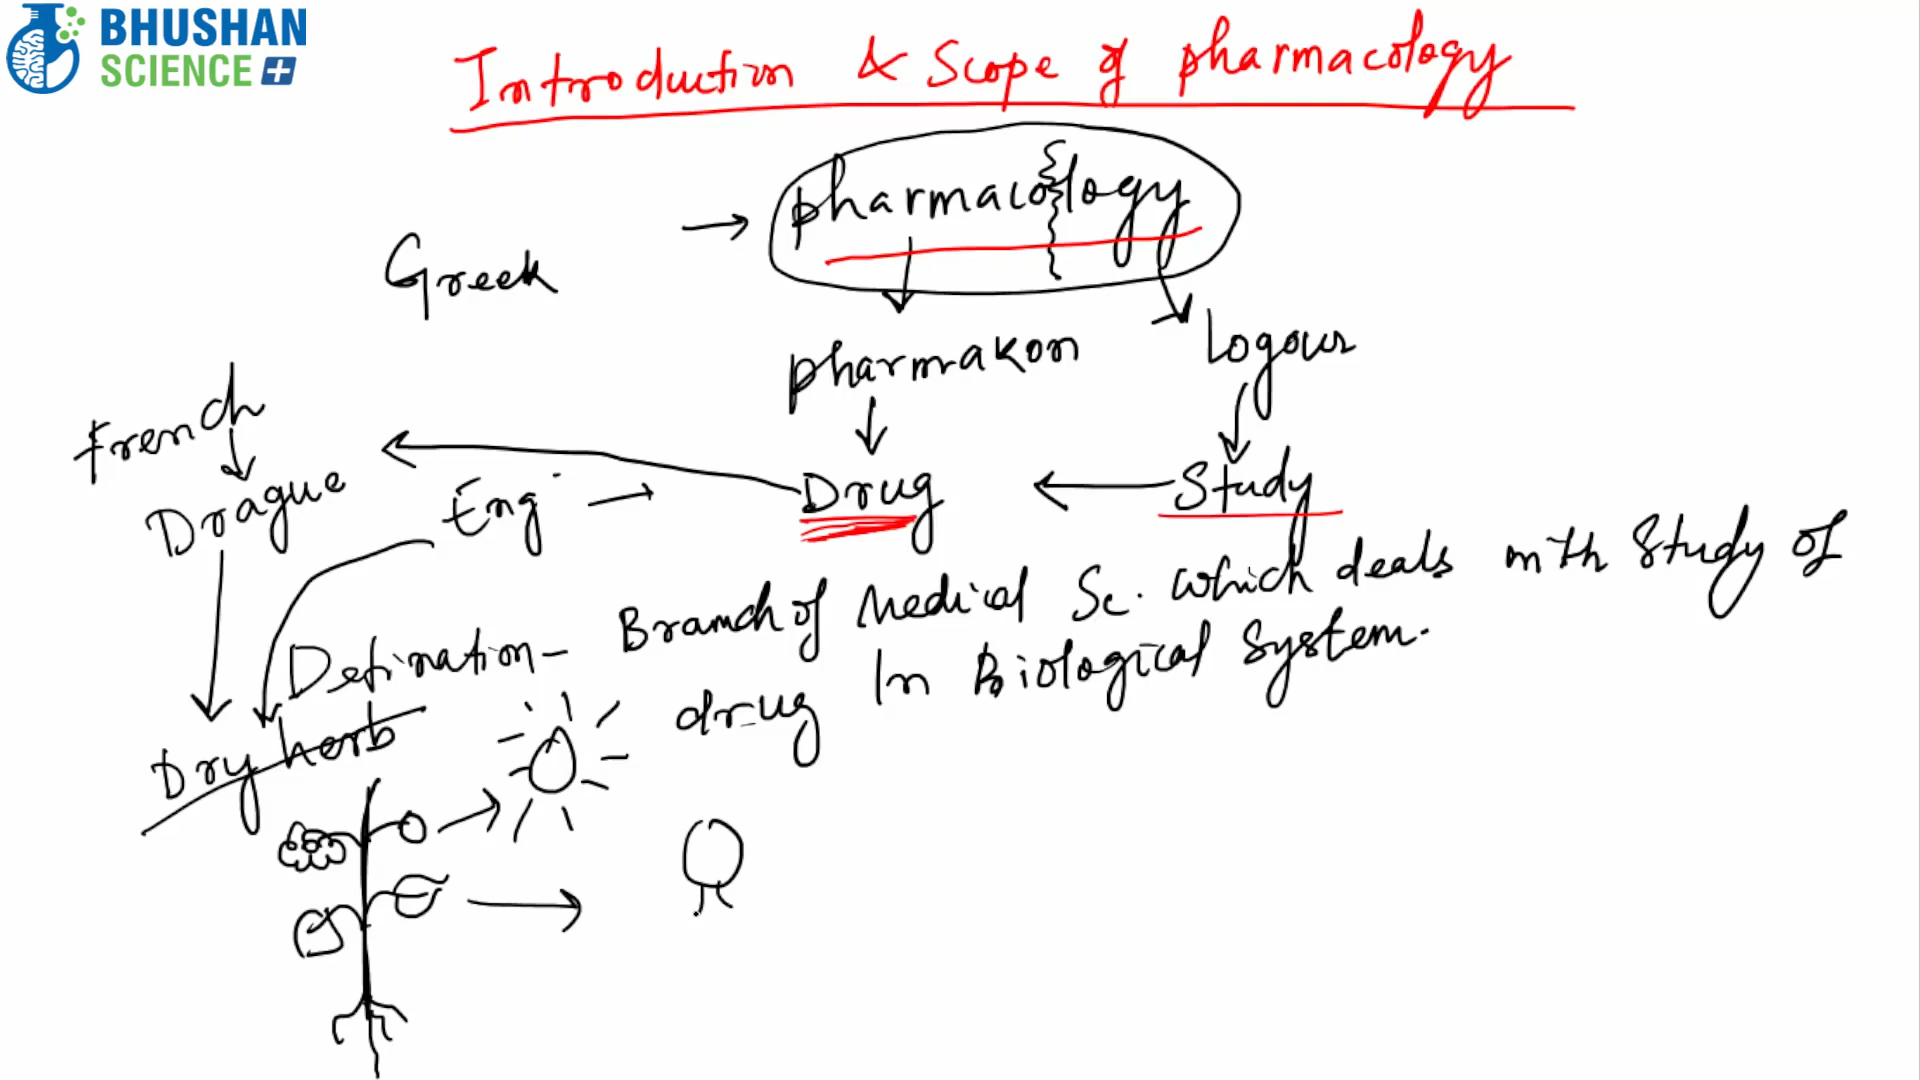 BHUSHAN
SCIENCE
Introduction & Scope of pharmacology
pharmacology
Greek
pharmakon
Logous
French
Drug
Study
Drague
Eng
Defination - Branch of Medical Sc. which deals with Study of
drug In Biological System.
Dry herb